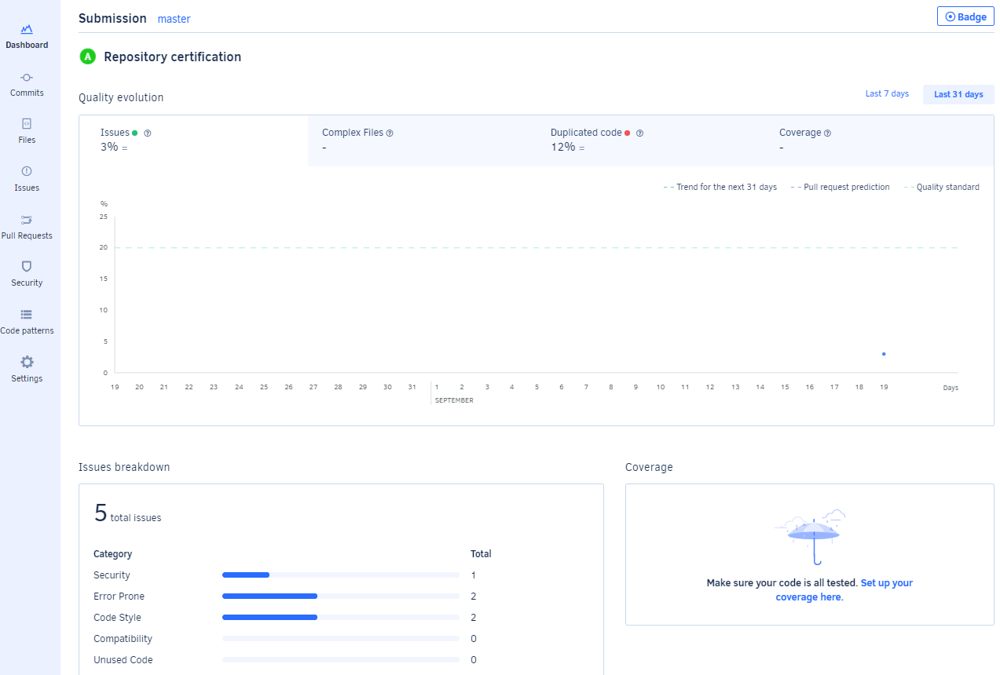 Submission master
Badge
Dashboard
Commits
Files
Issues
Pull Requests
Security
Code patterns
Settings
A Repository certification
Quality evolution
Last 7 days Last 31 days
Issues
3% =
Complex Files
-
Duplicated code
12% =
Coverage
-
Trend for the next 31 days Pull request prediction Quality standard
%
25
20
15
10
5
0
19 20 21 22 23 24 25 26 27 28 29 30 31 1 2 3 4 5 6 7 8 9 10 11 12 13 14 15 16 17 18 19 Days
SEPTEMBER
Issues breakdown
5 total issues
Category Total
Security 1
Error Prone 2
Code Style 2
Compatibility 0
Unused Code 0
Coverage
Make sure your code is all tested. Set up your
coverage here.